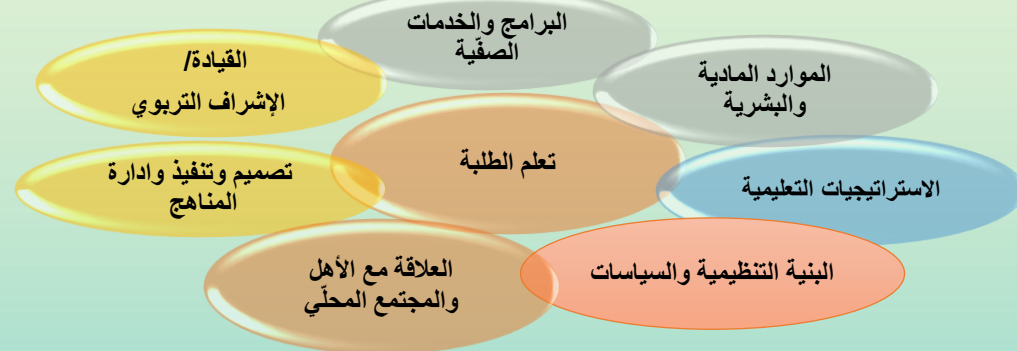 البرامج والخدمات
الصفّية
القيادة/
الإشراف التربوي
الموارد المادية
والبشرية
تعلم الطلبة
تصميم وتنفيذ وادارة
المناهج
الاستراتيجيات التعليمية
العلاقة مع الأهل
والمجتمع المحلّي
البنية التنظيمية والسياسات